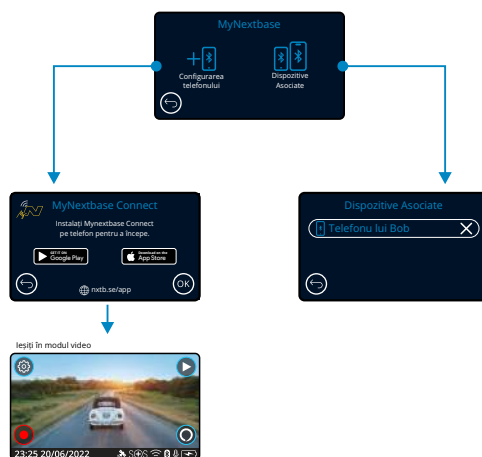 MyNextbase
Configurarea
telefonului
Dispozitive
Asociate
MyNextbase Connect
Instalați Mynextbase Connect
pe telefon pentru a începe.
GET IT ON
Google Play
Download on the
App Store
nxtb.se/app
OK
Dispozitive Asociate
Telefonu lui Bob
Ieșiți în modul video
23:25 20/06/2022